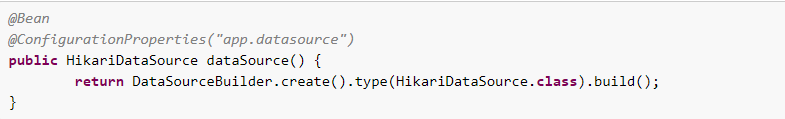 @Bean
@ConfigurationProperties("app.datasource")
public HikariDataSource dataSource() {
        return DataSourceBuilder.create().type(HikariDataSource.class).build();
}